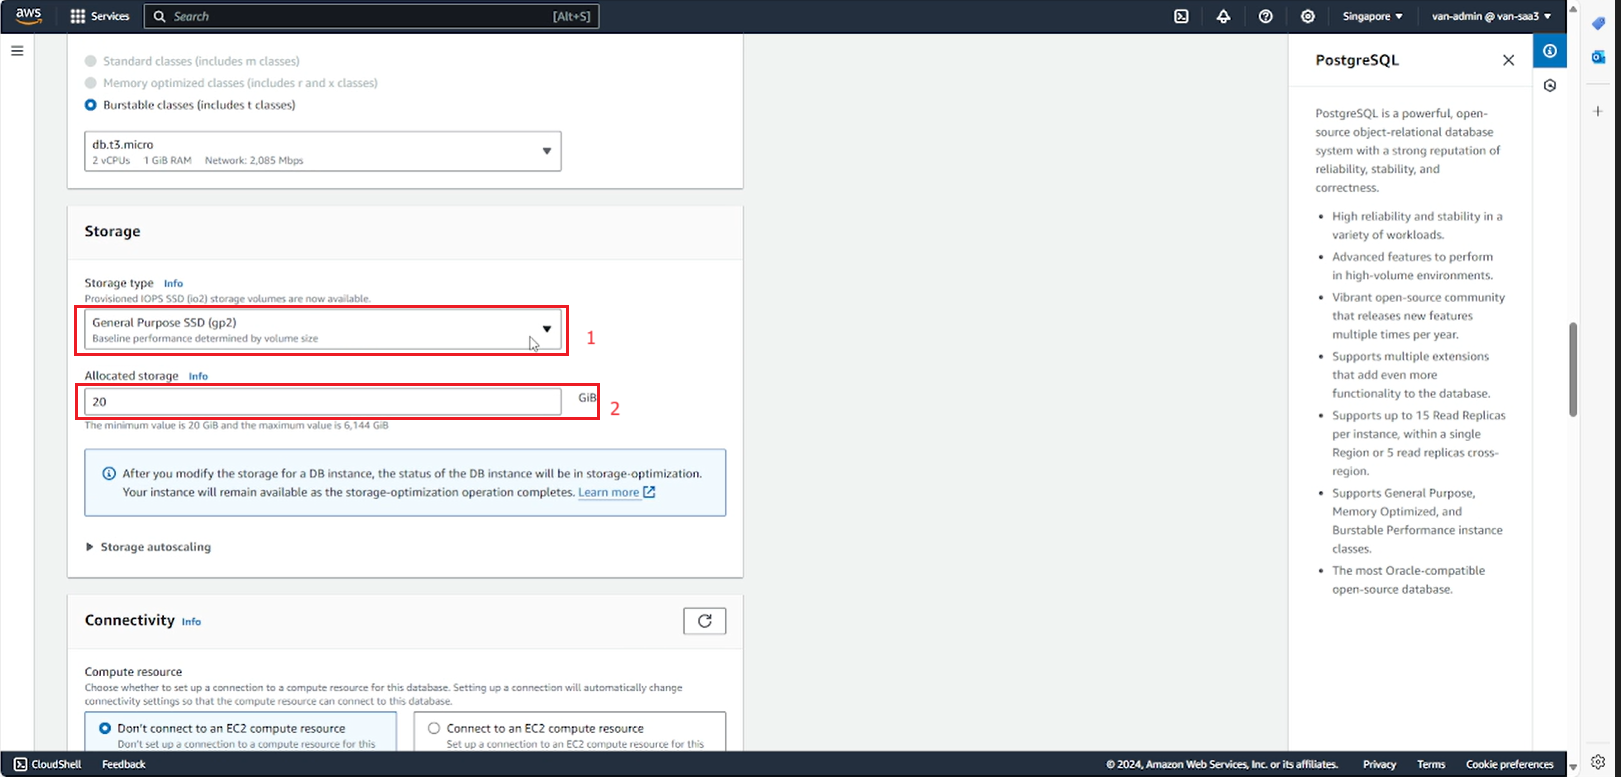 aws
Services
Search
[Alt+S]
Singapore
van-admin @ van-saa3
Standard classes (includes m classes)
Memory optimized classes (includes r and x classes)
Burstable classes (includes t classes)
db.t3.micro
2 vCPUs 1 GiB RAM Network: 2,085 Mbps
Storage
Storage type Info
Provisioned IOPS SSD (io2) storage volumes are now available.
General Purpose SSD (gp2)
Baseline performance determined by volume size
1
Allocated storage Info
20
GiB
2
The minimum value is 20 GiB and the maximum value is 6,144 GiB
After you modify the storage for a DB instance, the status of the DB instance will be in storage-optimization.
Your instance will remain available as the storage-optimization operation completes. Learn more
Storage autoscaling
Connectivity Info
Compute resource
Choose whether to set up a connection to a compute resource for this database. Setting up a connection will automatically change
connectivity settings so that the compute resource can connect to this database.
Don't connect to an EC2 compute resource
Don't set up a connection to a compute resource for this
Connect to an EC2 compute resource
Set up a connection to an EC2 compute resource for this
PostgreSQL
PostgreSQL is a powerful, open-
source object-relational database
system with a strong reputation of
reliability, stability, and
correctness.
• High reliability and stability in a
variety of workloads.
• Advanced features to perform
in high-volume environments.
• Vibrant open-source community
that releases new features
multiple times per year.
• Supports multiple extensions
that add even more
functionality to the database.
• Supports up to 15 Read Replicas
per instance, within a single
Region or 5 read replicas cross-
region.
• Supports General Purpose,
Memory Optimized, and
Burstable Performance instance
classes.
• The most Oracle-compatible
open-source database.
CloudShell
Feedback
© 2024, Amazon Web Services, Inc. or its affiliates.
Privacy
Terms
Cookie preferences